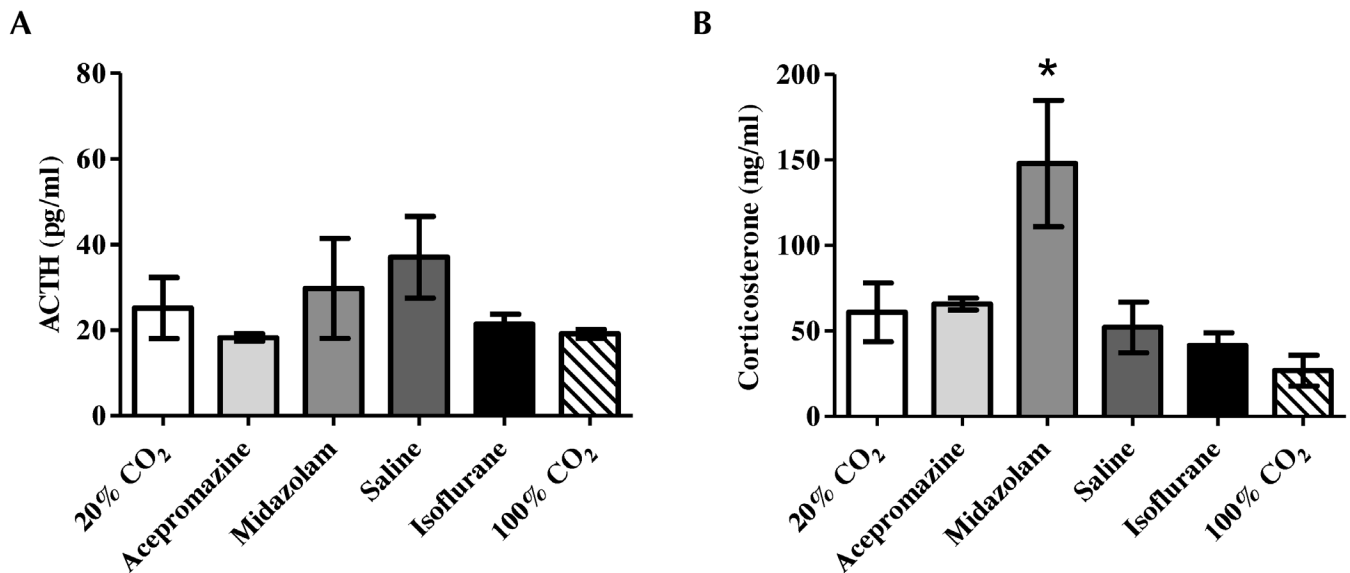 A
ACTH (pg/ml)
80
60
40
20
0
20% CO₂
Acepromazine
Midazolam
Saline
Isoflurane
100% CO₂
B
Corticosterone (ng/ml)
200
150
100
50
0
*
20% CO₂
Acepromazine
Midazolam
Saline
Isoflurane
100% CO₂